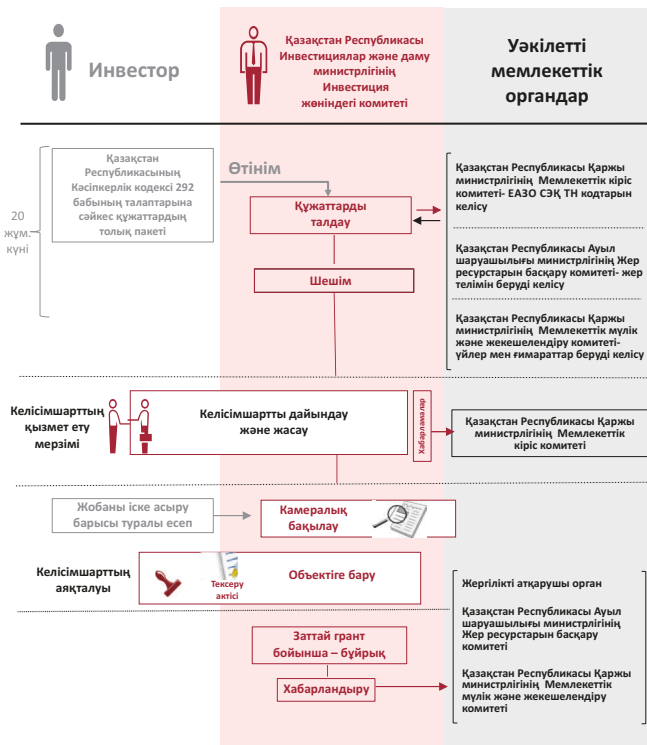 Инвестор
Қазақстан Республикасы
Инвестициялар және даму
министрлігінің
Инвестиция
жөніндегі комитеті
Уәкілетті
мемлекеттік
органдар
20
жұм.
күні
Қазақстан
Республикасының
Кәсіпкерлік кодексі 292
бабының талаптарына
сәйкес құжаттардың
толық пакеті
Өтінім
Құжаттарды
талдау
Шешім
Қазақстан Республикасы Қаржы
министрлігінің Мемлекеттік кіріс
комитеті- ЕАЗО СЭҚ ТН кодтарын
келісу
Қазақстан Республикасы Ауыл
шаруашылығы министрлігінің Жер
ресурстарын басқару комитеті- жер
телімін беруді келісу
Қазақстан Республикасы Қаржы
министрлігінің Мемлекеттік мүлік
және жекешелендіру комитеті-
үйлер мен ғимараттар беруді келісу
Келісімшарттың
қызмет ету
мерзімі
Келісімшартты дайындау
және жасау
Хабарламалар
Қазақстан Республикасы Қаржы
министрлігінің Мемлекеттік
кіріс комитеті
Жобаны іске асыру
барысы туралы есеп
Камералық
бақылау
Келісімшарттың
аяқталуы
Тексеру
актісі
Объектіге бару
Заттай грант
бойынша – бұйрық
Хабарландыру
Жергілікті атқарушы орган
Қазақстан Республикасы Ауыл
шаруашылығы министрлігінің
Жер ресурстарын басқару
комитеті
Қазақстан Республикасы Қаржы
министрлігінің Мемлекеттік
мүлік және жекешелендіру
комитеті